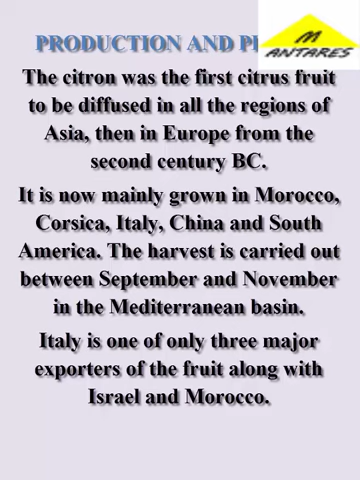 PRODUCTION AND
M
ANTARES
The citron was the first citrus fruit
to be diffused in all the regions of
Asia, then in Europe from the
second century BC.
It is now mainly grown in Morocco,
Corsica, Italy, China and South
America. The harvest is carried out
between September and November
in the Mediterranean basin.
Italy is one of only three major
exporters of the fruit along with
Israel and Morocco.